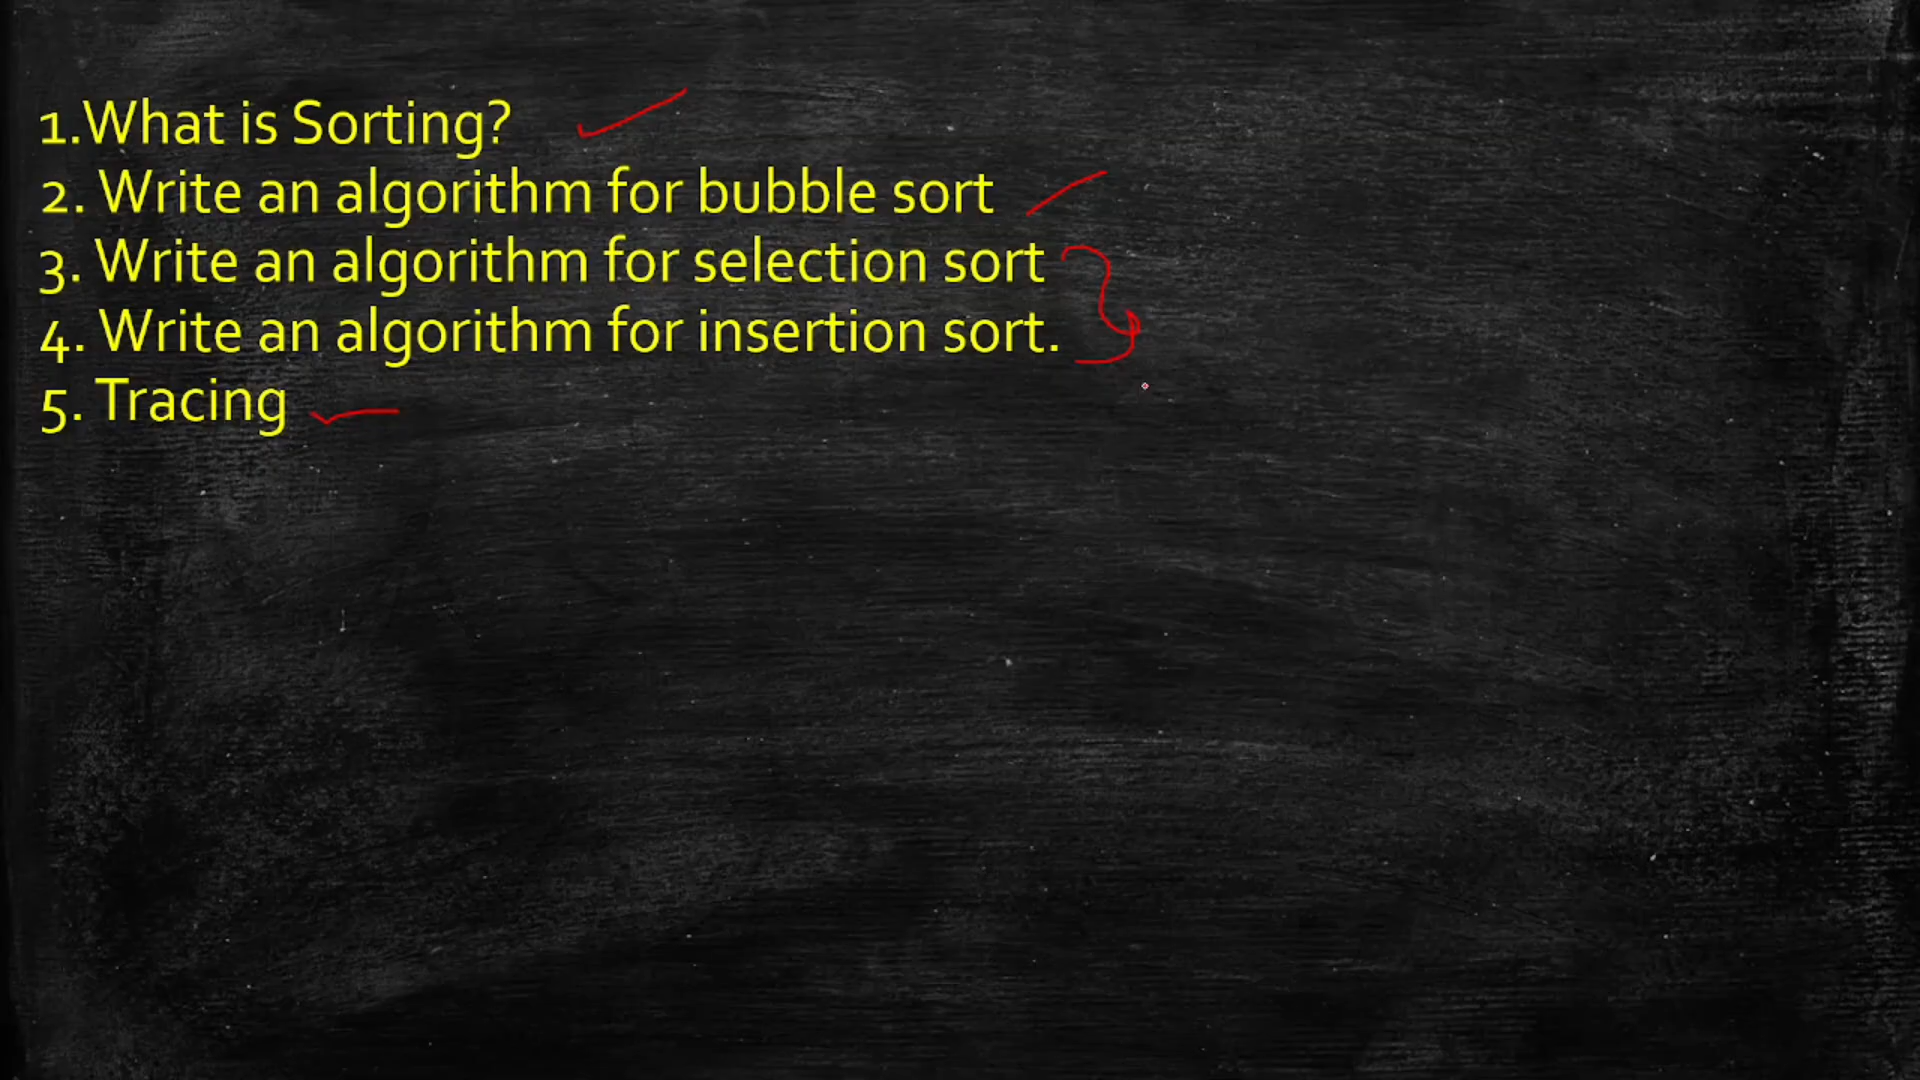 1.What is Sorting?
2. Write an algorithm for bubble sort
3. Write an algorithm for selection sort
4. Write an algorithm for insertion sort.
5. Tracing